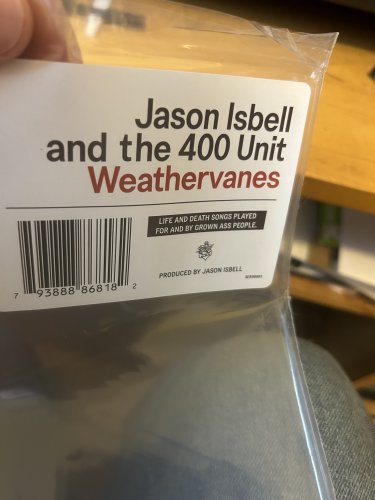 Jason Isbell
and the 400 Unit
Weathervanes
LIFE AND DEATH SONGS PLAYED
FOR AND BY GROWN ASS PEOPLE.
PRODUCED BY JASON ISBELL
7 93888 86818 2